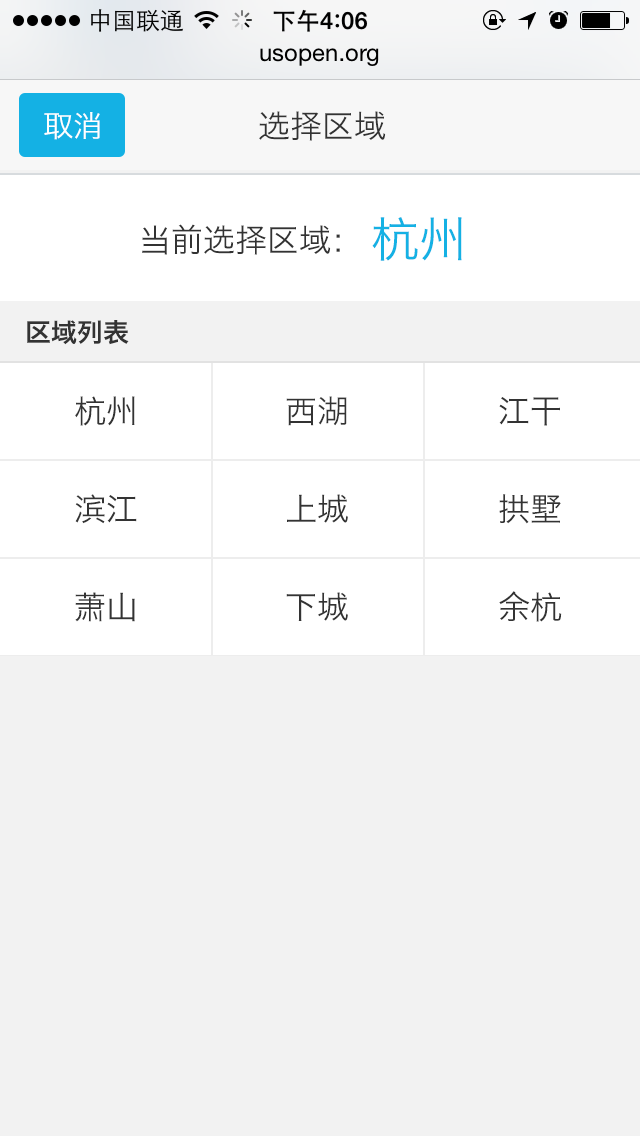 中国联通 下午4:06
usopen.org
取消 选择区域
当前选择区域： 杭州
区域列表
杭州 西湖 江干
滨江 上城 拱墅
萧山 下城 余杭